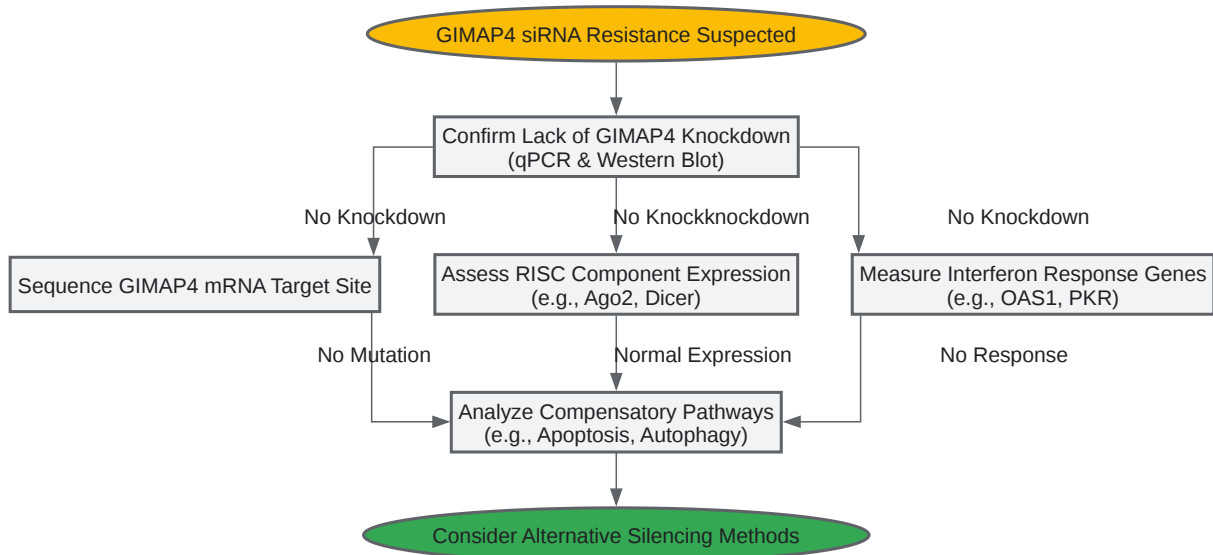 GIMAP4 siRNA Resistance Suspected
Confirm Lack of GIMAP4 Knockdown
(qPCR & Western Blot)
No Knockdown
No Knockknockdown
No Knockdown
Sequence GIMAP4 mRNA Target Site
Assess RISC Component Expression
(e.g., Ago2, Dicer)
Measure Interferon Response Genes
(e.g., OAS1, PKR)
No Mutation
Normal Expression
No Response
Analyze Compensatory Pathways
(e.g., Apoptosis, Autophagy)
Consider Alternative Silencing Methods